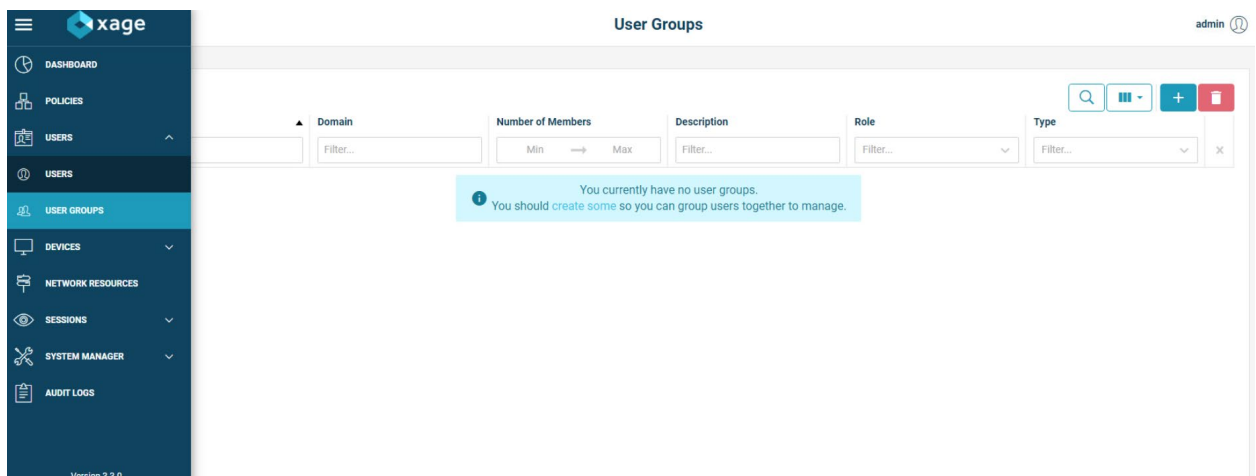 xage
User Groups
admin
DASHBOARD
POLICIES
USERS
USERS
USER GROUPS
DEVICES
NETWORK RESOURCES
SESSIONS
SYSTEM MANAGER
AUDIT LOGS
Domain
Number of Members
Description
Role
Type
Filter...
Min
Max
Filter...
Filter...
Filter...
You currently have no user groups.
You should create some so you can group users together to manage.